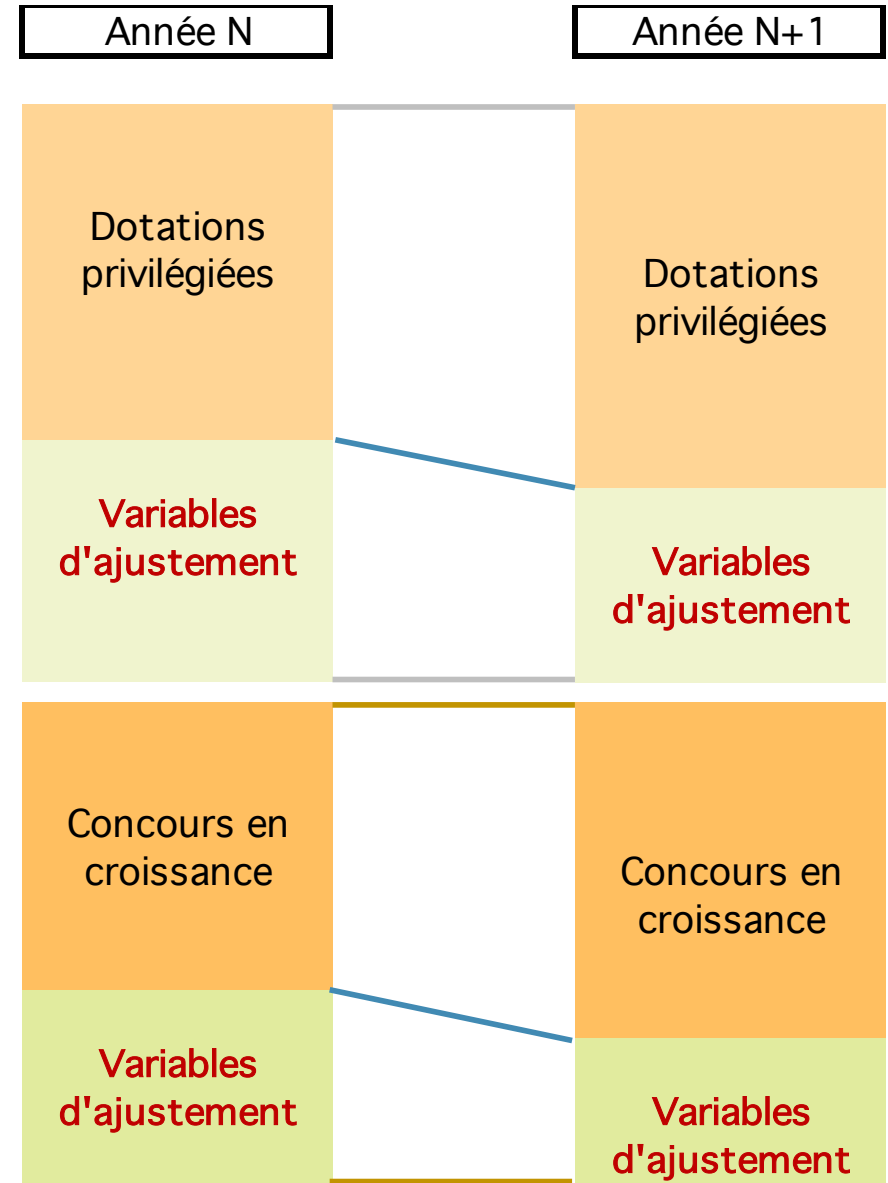 Année N
Année N+1
Dotations
privilégiées
Dotations
privilégiées
Variables
d'ajustement
Variables
d'ajustement
Concours en
croissance
Concours en
croissance
Variables
d'ajustement
Variables
d'ajustement